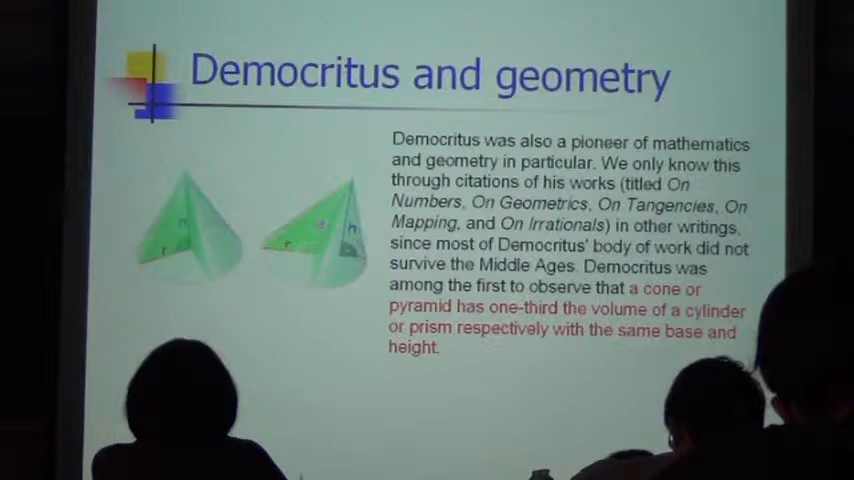 Democritus and geometry
Democritus was also a pioneer of mathematics
and geometry in particular. We only know this
through citations of his works (titled On
Numbers, On Geometrics, On Tangencies, On
Mapping, and On Irrationals) in other writings,
since most of Democritus' body of work did not
survive the Middle Ages. Democritus was
among the first to observe that a cone or
pyramid has one-third the volume of a cylinder
or prism respectively with the same base and
height.
h
r
h
r